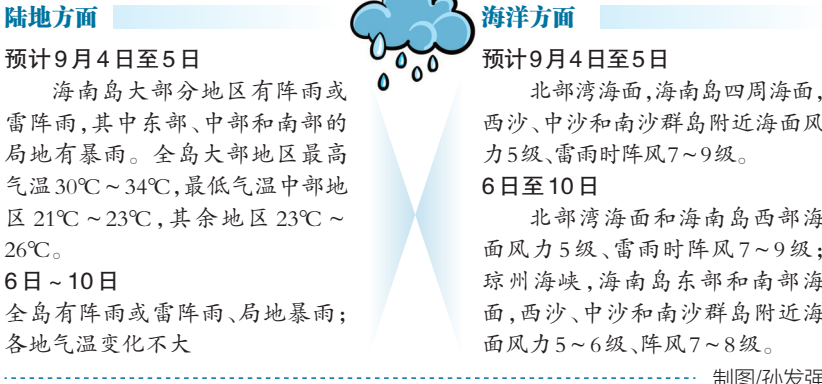 陆地方面
预计9月4日至5日
海南岛大部分地区有阵雨或
雷阵雨,其中东部、中部和南部的
局地有暴雨。全岛大部地区最高
气温30℃~34℃,最低气温中部地
区21℃~23℃,其余地区23℃~
26℃。
6日~10日
全岛有阵雨或雷阵雨、局地暴雨;
各地气温变化不大
海洋方面
预计9月4日至5日
北部湾海面,海南岛四周海面,
西沙、中沙和南沙群岛附近海面风
力5级、雷雨时阵风7~9级。
6日至10日
北部湾海面和海南岛西部海
面风力5级、雷雨时阵风7~9级;
琼州海峡,海南岛东部和南部海
面,西沙、中沙和南沙群岛附近海
面风力5~6级、阵风7~8级。
制图/孙发强